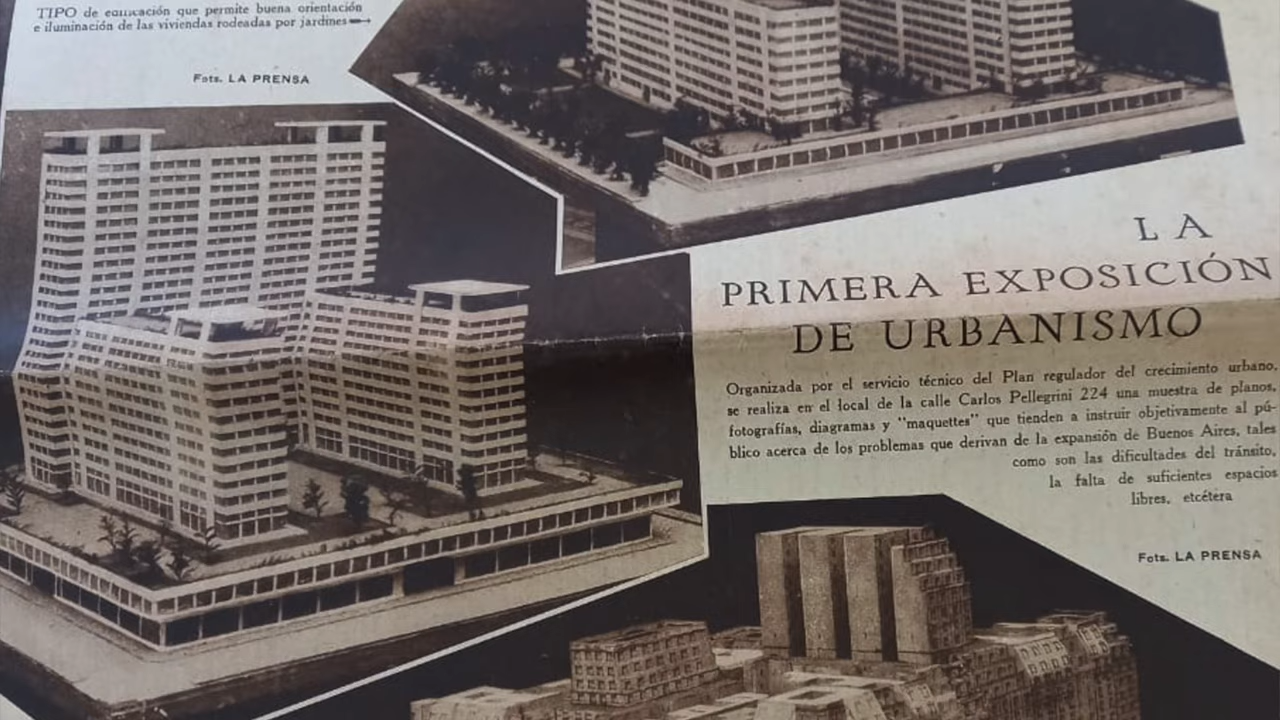 TIPO de edificación que permite buena orientación
e iluminación de las viviendas rodeadas por jardines
Fots. LA PRENSA
LA
PRIMERA EXPOSICIÓN
DE URBANISMO
Organizada por el servicio técnico del Plan regulador del crecimiento urbano,
se realiza en el local de la calle Carlos Pellegrini 224 una muestra de planos,
fotografías, diagramas y "maquettes" que tienden a instruir objetivamente al pú-
blico acerca de los problemas que derivan de la expansión de Buenos Aires, tales
como son las dificultades del tránsito,
la falta de suficientes espacios
libres, etcétera
Fots. LA PRENSA